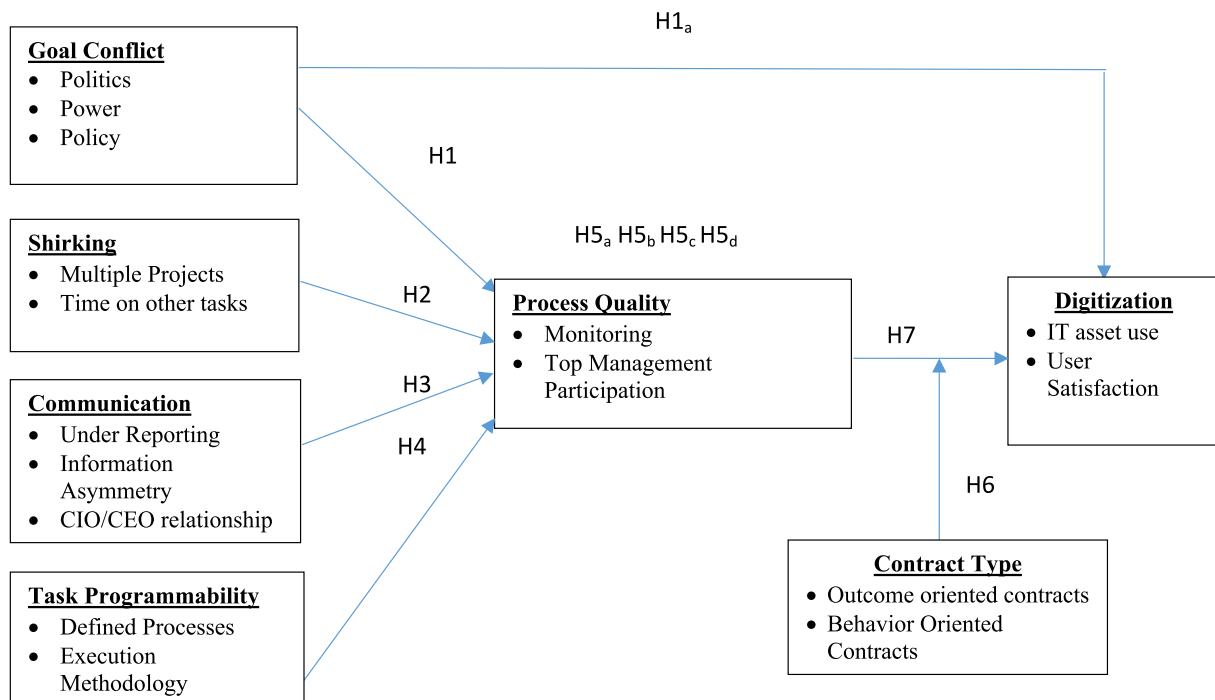 H1a
Goal Conflict
• Politics
• Power
• Policy
H1
Shirking
• Multiple Projects
• Time on other tasks
H2
H5a H5b H5c H5d
Process Quality
• Monitoring
• Top Management
Participation
H7
Digitization
• IT asset use
• User
Satisfaction
Communication
• Under Reporting
• Information
Asymmetry
• CIO/CEO relationship
H3
H4
H6
Contract Type
• Outcome oriented contracts
• Behavior Oriented
Contracts
Task Programmability
• Defined Processes
• Execution
Methodology